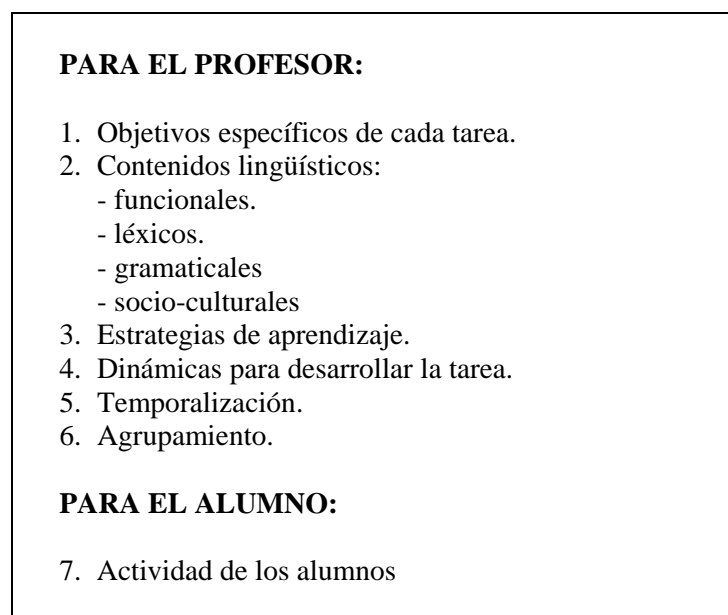 PARA EL PROFESOR:
1. Objetivos específicos de cada tarea.
2. Contenidos lingüísticos:
- funcionales.
- léxicos.
- gramaticales
- socio-culturales
3. Estrategias de aprendizaje.
4. Dinámicas para desarrollar la tarea.
5. Temporalización.
6. Agrupamiento.
PARA EL ALUMNO:
7. Actividad de los alumnos